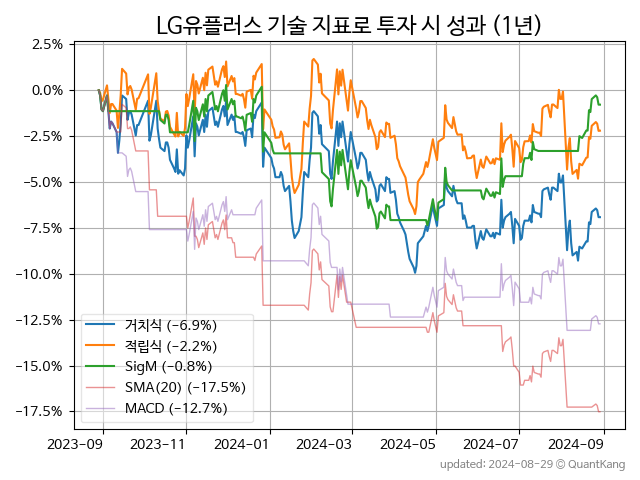 LG유플러스 기술 지표로 투자 시 성과 (1년)
2.5%
0.0%
−2.5%
−5.0%
−7.5%
−10.0%
−12.5%
−15.0%
−17.5%
거치식 (−6.9%)
적립식 (−2.2%)
SigM (−0.8%)
SMA(20) (−17.5%)
MACD (−12.7%)
2023-09 2023-11 2024-01 2024-03 2024-05 2024-07 2024-09
updated: 2024-08-29 © QuantKang